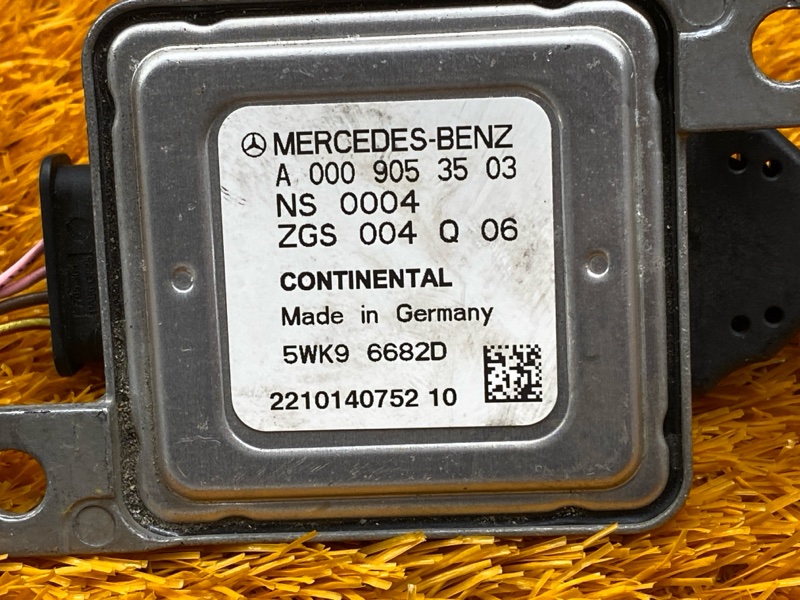 MERCEDES-BENZ
A 000 905 35 03
NS 0004
ZGS 004 Q 06
CONTINENTAL
Made in Germany
5WK9 6682D
2210140752 10